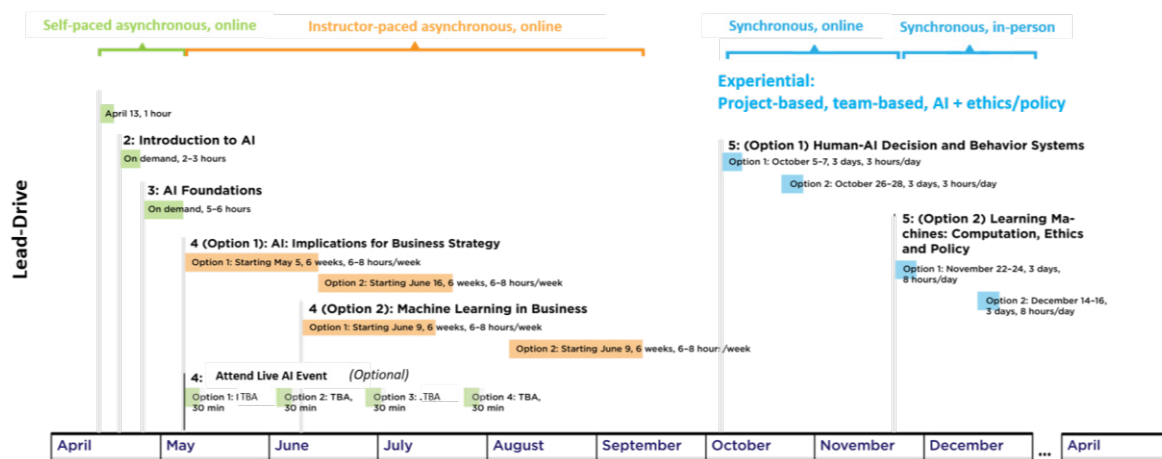 Self-paced asynchronous, online
Instructor-paced asynchronous, online
Synchronous, online
Synchronous, in-person
Experiential:
Project-based, team-based, AI + ethics/policy
Lead-Drive
April 13, 1 hour
2: Introduction to AI
On demand, 2–3 hours
3: AI Foundations
On demand, 5–6 hours
4 (Option 1): AI: Implications for Business Strategy
Option 1: Starting May 5, 6 weeks, 6–8 hours/week
Option 2: Starting June 16, 6 weeks, 6–8 hours/week
4 (Option 2): Machine Learning in Business
Option 1: Starting June 9, 6 weeks, 6–8 hours/week
Option 2: Starting June 9, 6 weeks, 6–8 hours/week
4: Attend Live AI Event (Optional)
Option 1: TBA,
30 min
Option 2: TBA,
30 min
Option 3: TBA,
30 min
Option 4: TBA,
30 min
5: (Option 1) Human-AI Decision and Behavior Systems
Option 1: October 5–7, 3 days, 3 hours/day
Option 2: October 26–28, 3 days, 3 hours/day
5: (Option 2) Learning Ma-
chines: Computation, Ethics
and Policy
Option 1: November 22–24, 3 days,
8 hours/day
Option 2: December 14–16,
3 days, 8 hours/day
April
May
June
July
August
September
October
November
December
...
April